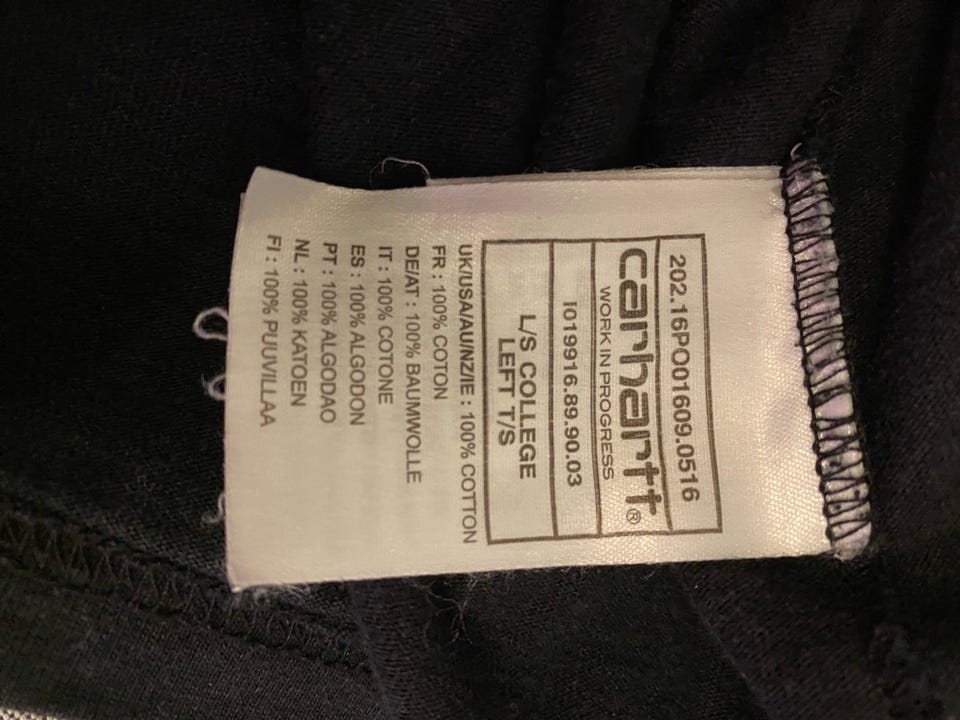 202.16PO01609.0516
carhartt®
WORK IN PROGRESS
I019916.89.90.03
L/S COLLEGE
LEFT T/S
UK/USA/AU/NZ/IE : 100% COTTON
FR : 100% COTON
DE/AT : 100% BAUMWOLLE
IT : 100% COTONE
ES : 100% ALGODON
PT : 100% ALGODAO
NL : 100% KATOEN
FI : 100% PUUVILLAA